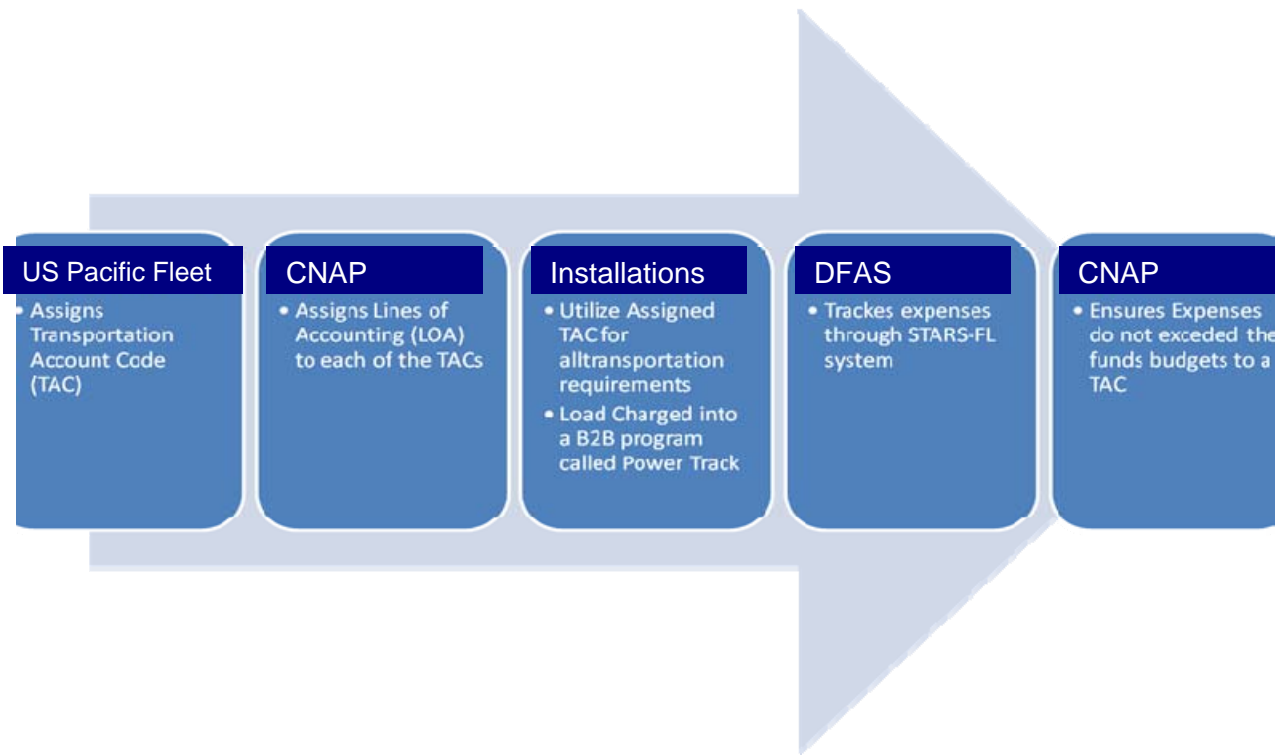 US Pacific Fleet
• Assigns
Transportation
Account Code
(TAC)
CNAP
• Assigns Lines of
Accounting (LOA)
to each of the TACs
Installations
• Utilize Assigned
TAC for
alltransportation
requirements
• Load Charged into
a B2B program
called Power Track
DFAS
• Trackes expenses
through STARS-FL
system
CNAP
• Ensures Expenses
do not exceded the
funds budgets to a
TAC